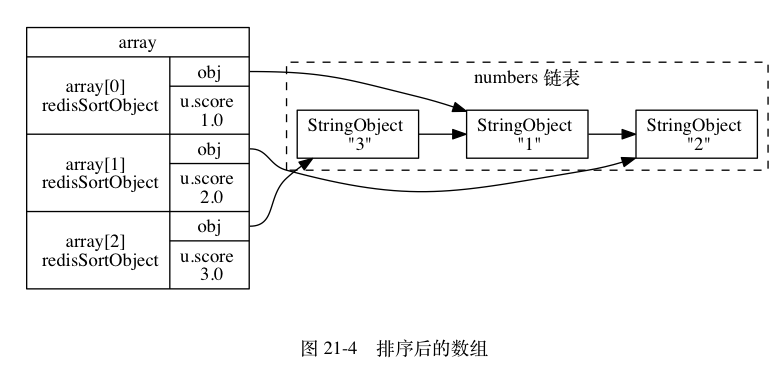 array
array[0]
redisSortObject
obj
u.score
1.0
array[1]
redisSortObject
obj
u.score
2.0
array[2]
redisSortObject
obj
u.score
3.0
numbers 链表
StringObject
"3"
StringObject
"1"
StringObject
"2"
图 21-4 排序后的数组